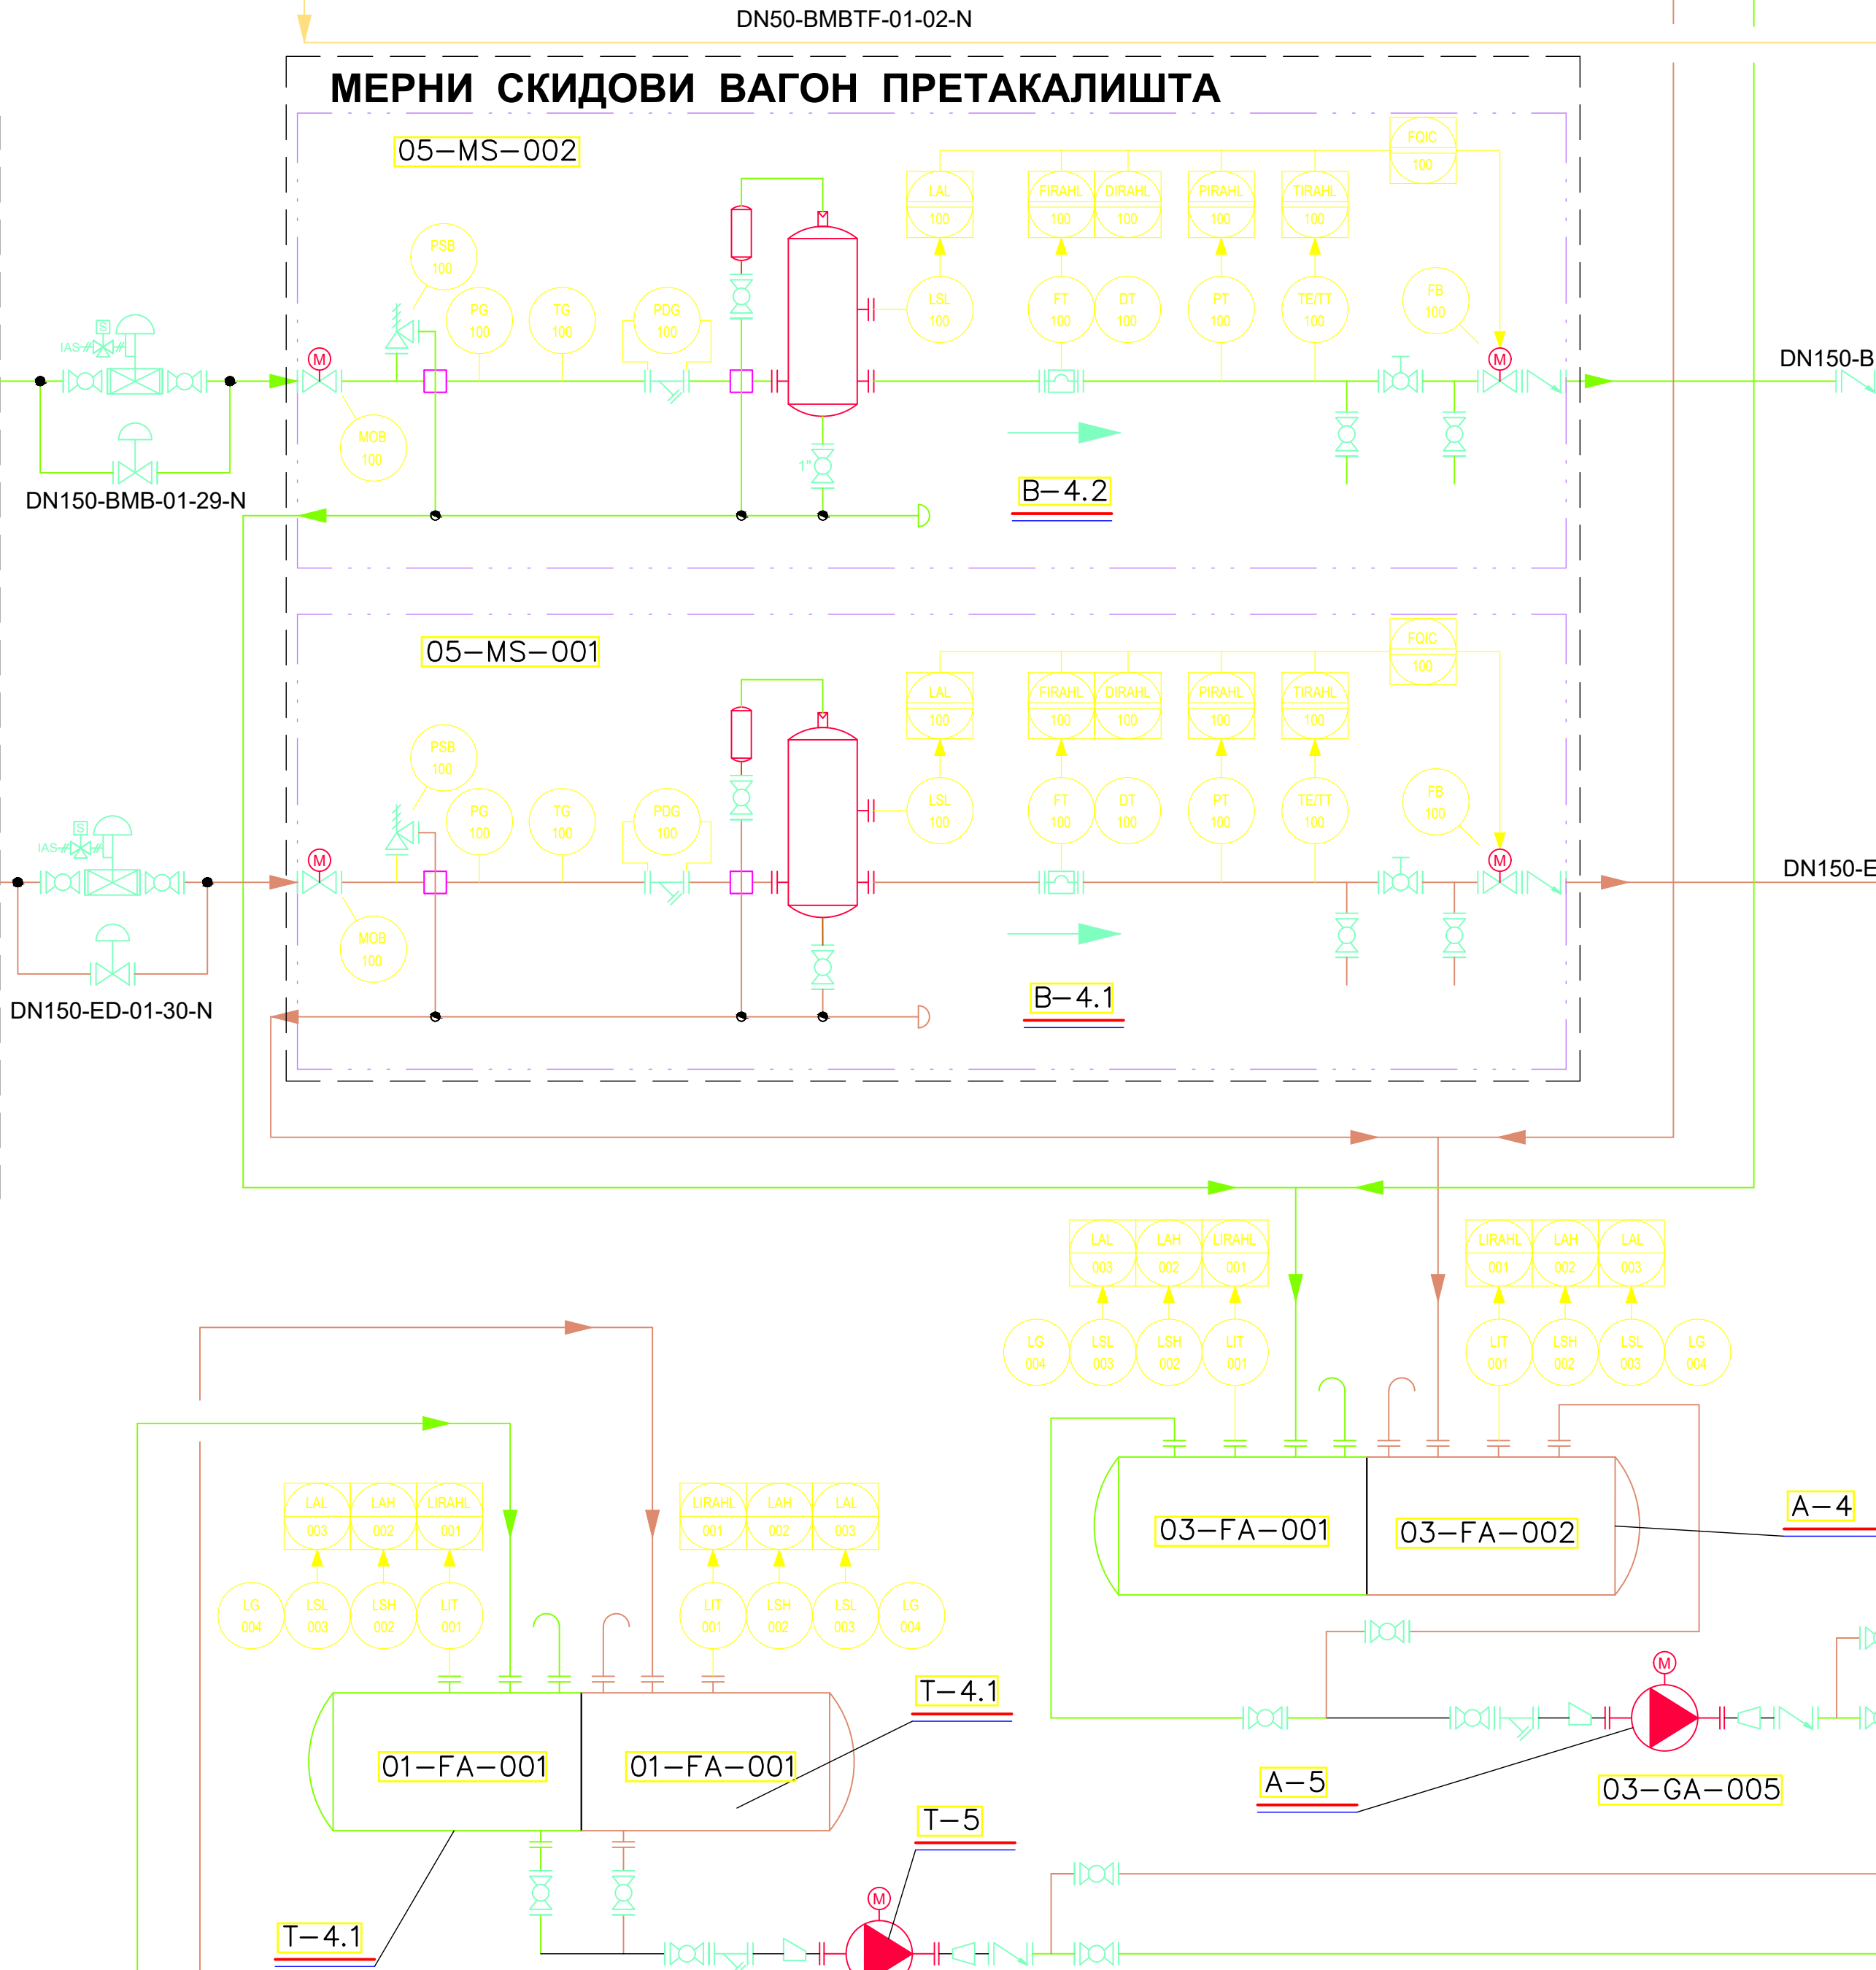 DN50-BMBTF-01-02-N
МЕРНИ СКИДОВИ ВАГОН ПРЕТАКАЛИШТА
05-MS-002
FQIC
100
LAL
100
FIRAHL
100
DIRAHL
100
PIRAHL
100
TIRAHL
100
PSB
100
PG
100
TG
100
PDG
100
LSL
100
FT
100
DT
100
PT
100
TE/TT
100
FB
100
S
IAS
M
M
DN150-B
MOB
100
1"
B-4.2
DN150-BMB-01-29-N
05-MS-001
FQIC
100
LAL
100
FIRAHL
100
DIRAHL
100
PIRAHL
100
TIRAHL
100
PSB
100
PG
100
TG
100
PDG
100
LSL
100
FT
100
DT
100
PT
100
TE/TT
100
FB
100
S
IAS
M
M
DN150-E
MOB
100
B-4.1
DN150-ED-01-30-N
LAL
003
LAH
002
LIRAHL
001
LIRAHL
001
LAH
002
LAL
003
LG
004
LSL
003
LSH
002
LIT
001
LIT
001
LSH
002
LSL
003
LG
004
LAL
003
LAH
002
LIRAHL
001
LIRAHL
001
LAH
002
LAL
003
03-FA-001
03-FA-002
A-4
LG
004
LSL
003
LSH
002
LIT
001
LIT
001
LSH
002
LSL
003
LG
004
M
T-4.1
01-FA-001
01-FA-001
A-5
03-GA-005
T-5
M
T-4.1